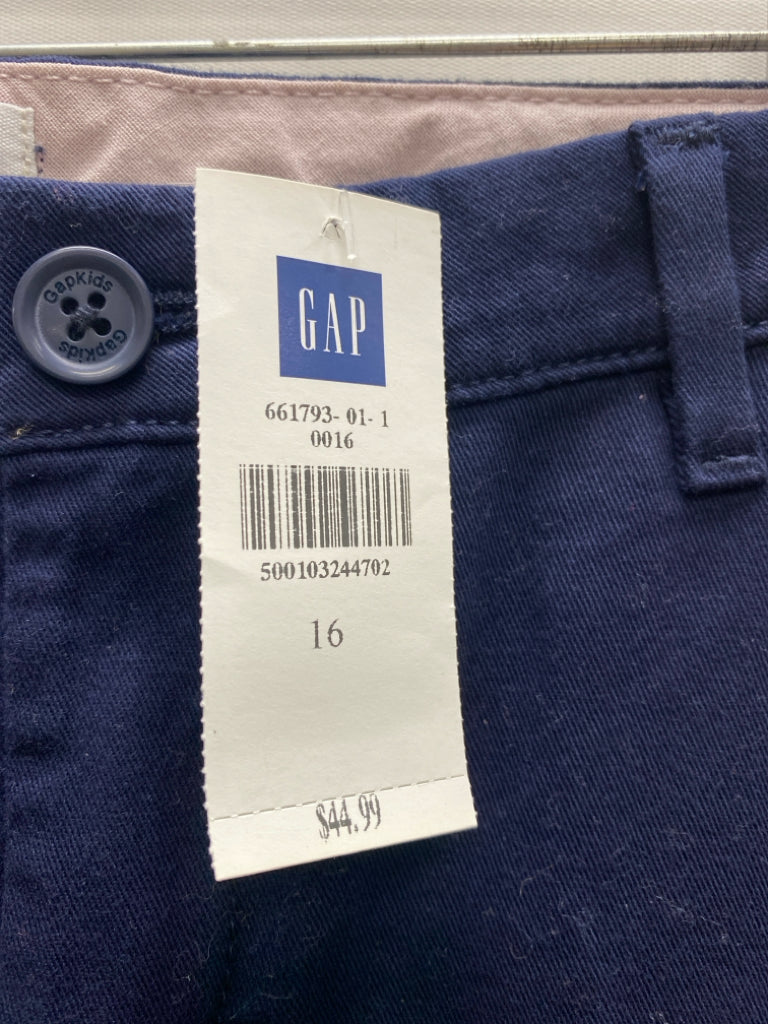 GapKids
GapKids
GAP
661793- 01- 1
0016
500103244702
16
$44.99